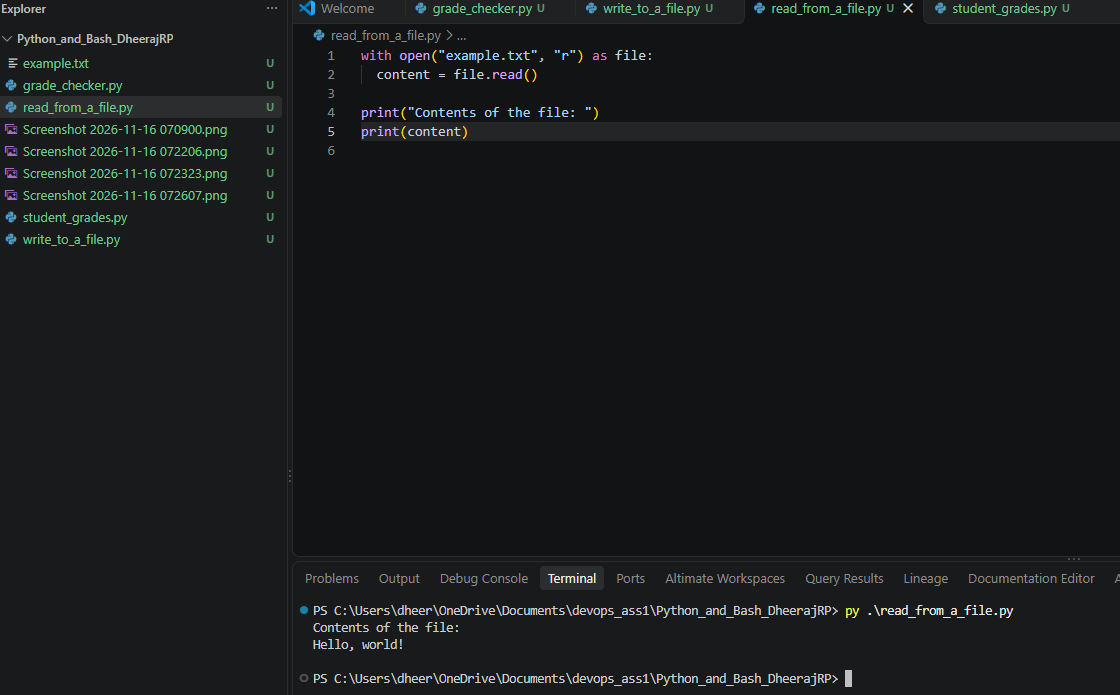 Explorer
...
Welcome
grade_checker.py U
write_to_a_file.py U
read_from_a_file.py U
student_grades.py U
Python_and_Bash_DheerajRP
example.txt U
grade_checker.py U
read_from_a_file.py U
Screenshot 2026-11-16 070900.png U
Screenshot 2026-11-16 072206.png U
Screenshot 2026-11-16 072323.png U
Screenshot 2026-11-16 072607.png U
student_grades.py U
write_to_a_file.py U
read_from_a_file.py > ...
1 with open("example.txt", "r") as file:
2 content = file.read()
3
4 print("Contents of the file: ")
5 print(content)
6
Problems Output Debug Console Terminal Ports Altimate Workspaces Query Results Lineage Documentation Editor
PS C:\Users\dheer\OneDrive\Documents\devops_ass1\Python_and_Bash_DheerajRP> py .\read_from_a_file.py
Contents of the file:
Hello, world!
PS C:\Users\dheer\OneDrive\Documents\devops_ass1\Python_and_Bash_DheerajRP>